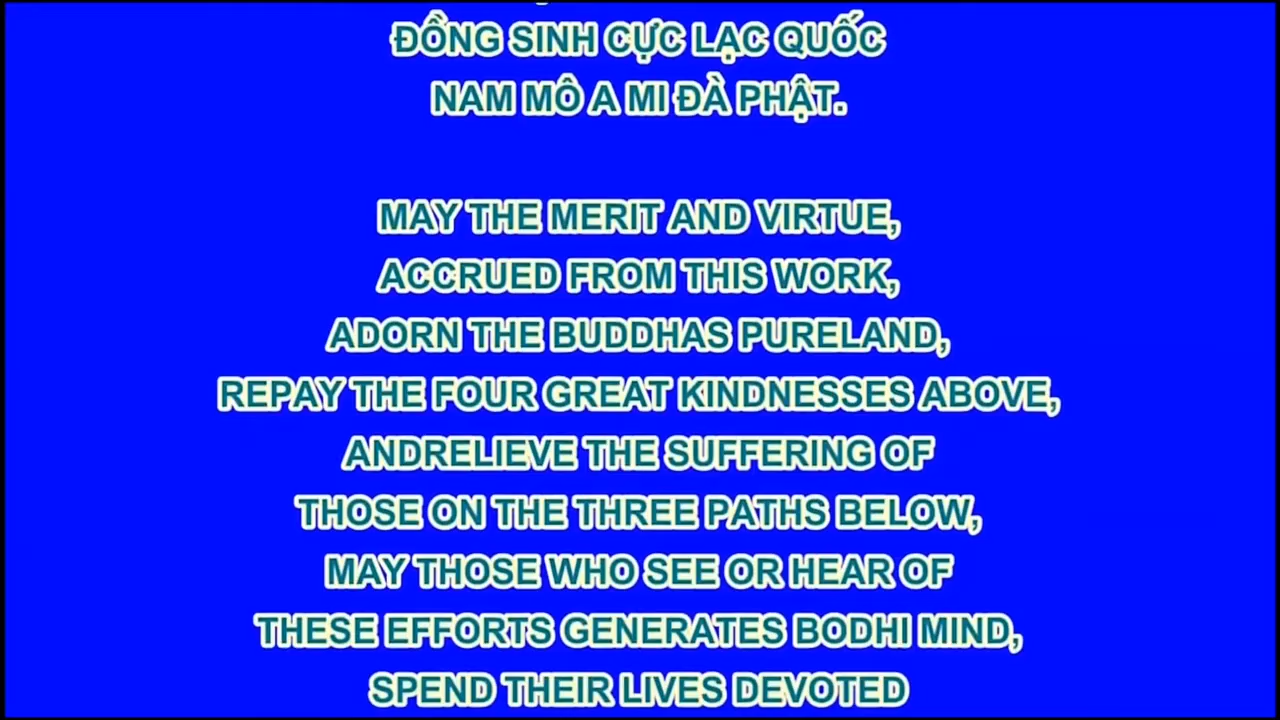 ĐỒNG SINH CỰC LẠC QUỐC
NAM MÔ A MI ĐÀ PHẬT.
MAY THE MERIT AND VIRTUE,
ACCRUED FROM THIS WORK,
ADORN THE BUDDHAS PURELAND,
REPAY THE FOUR GREAT KINDNESSES ABOVE,
ANDRELIEVE THE SUFFERING OF
THOSE ON THE THREE PATHS BELOW,
MAY THOSE WHO SEE OR HEAR OF
THESE EFFORTS GENERATES BODHI MIND,
SPEND THEIR LIVES DEVOTED